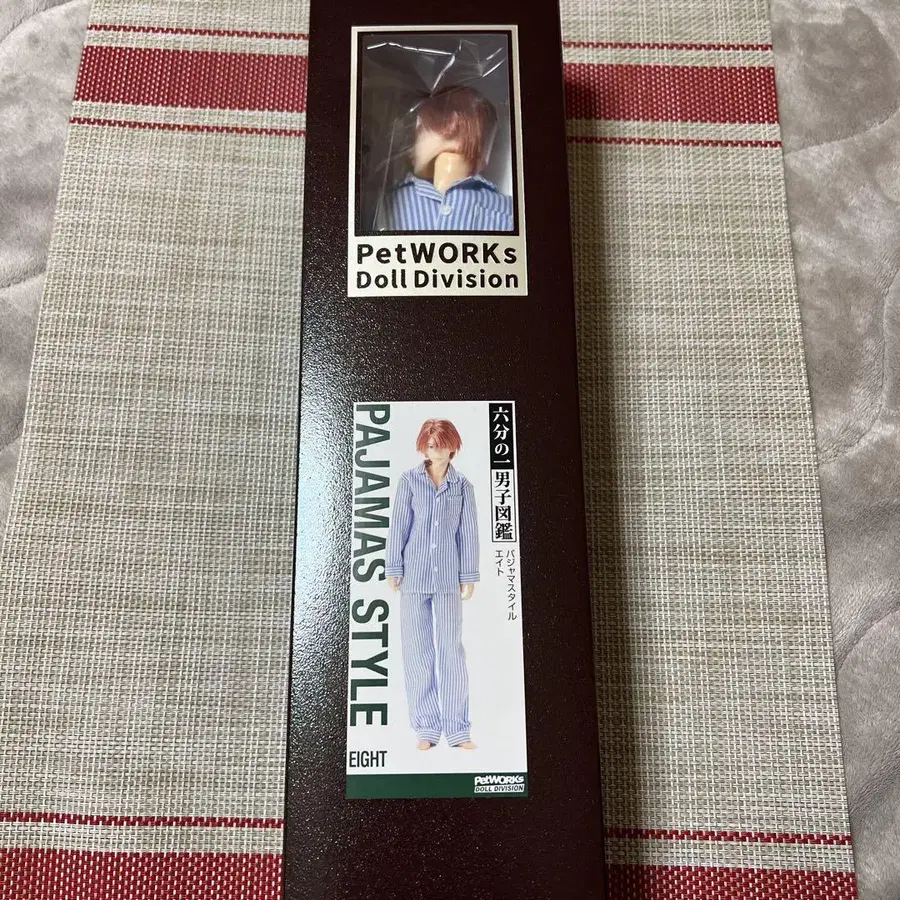 PetWORKs
Doll Division
PAJAMAS STYLE
EIGHT
六分の一
男子図鑑
パジャマスタイル
エイト
PetWORKs
DOLL DIVISION